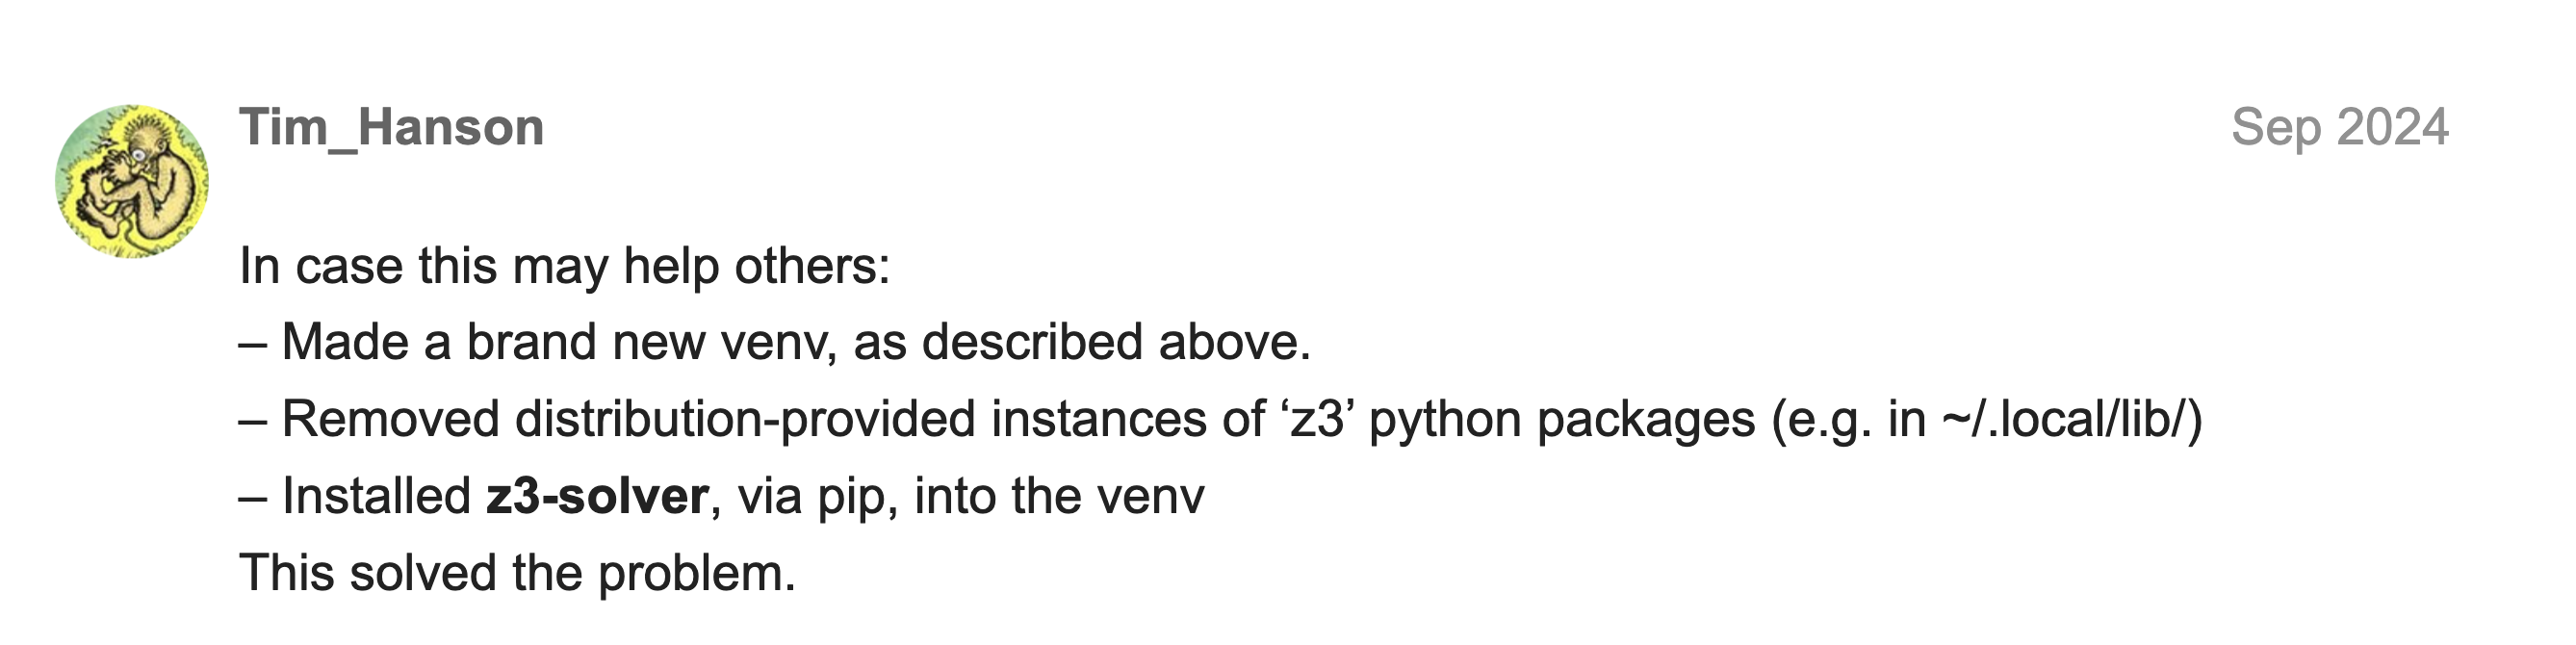 Tim_Hanson
Sep 2024
In case this may help others:
– Made a brand new venv, as described above.
– Removed distribution-provided instances of ‘z3’ python packages (e.g. in ~/.local/lib/)
– Installed z3-solver, via pip, into the venv
This solved the problem.